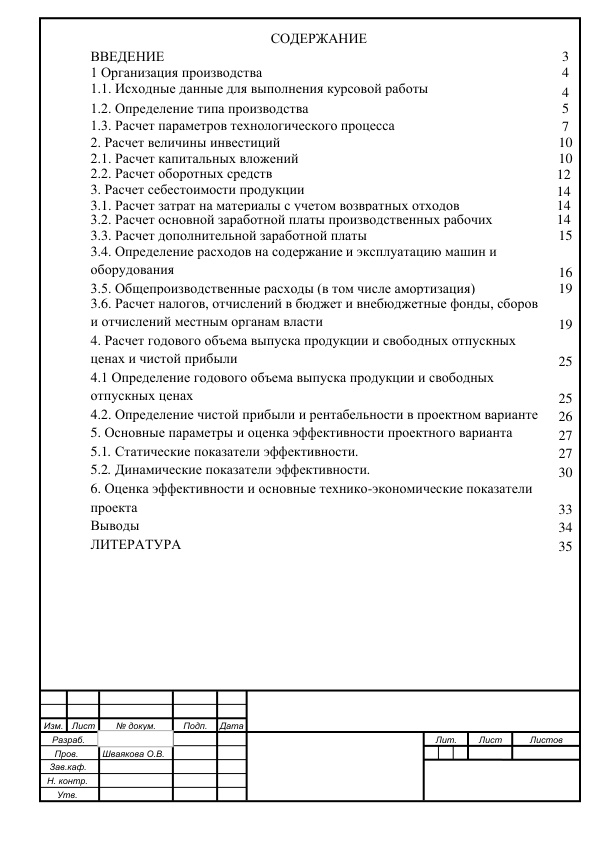 СОДЕРЖАНИЕ
ВВЕДЕНИЕ 3
1 Организация производства 4
1.1. Исходные данные для выполнения курсовой работы 4
1.2. Определение типа производства 5
1.3. Расчет параметров технологического процесса 7
2. Расчет величины инвестиций 10
2.1. Расчет капитальных вложений 10
2.2. Расчет оборотных средств 12
3. Расчет себестоимости продукции 14
3.1. Расчет затрат на материалы с учетом возвратных отходов 14
3.2. Расчет основной заработной платы производственных рабочих 14
3.3. Расчет дополнительной заработной платы 15
3.4. Определение расходов на содержание и эксплуатацию машин и
оборудования 16
3.5. Общепроизводственные расходы (в том числе амортизация) 19
3.6. Расчет налогов, отчислений в бюджет и внебюджетные фонды, сборов
и отчислений местным органам власти 19
4. Расчет годового объема выпуска продукции и свободных отпускных
ценах и чистой прибыли 25
4.1 Определение годового объема выпуска продукции и свободных
отпускных ценах 25
4.2. Определение чистой прибыли и рентабельности в проектном варианте 26
5. Основные параметры и оценка эффективности проектного варианта 27
5.1. Статические показатели эффективности. 27
5.2. Динамические показатели эффективности. 30
6. Оценка эффективности и основные технико-экономические показатели
проекта 33
Выводы 34
ЛИТЕРАТУРА 35
Изм. Лист № докум. Подп. Дата
Разраб. Лит. Лист Листов
Пров. Шваякова О.В.
Зав.каф.
Н. контр.
Утв.